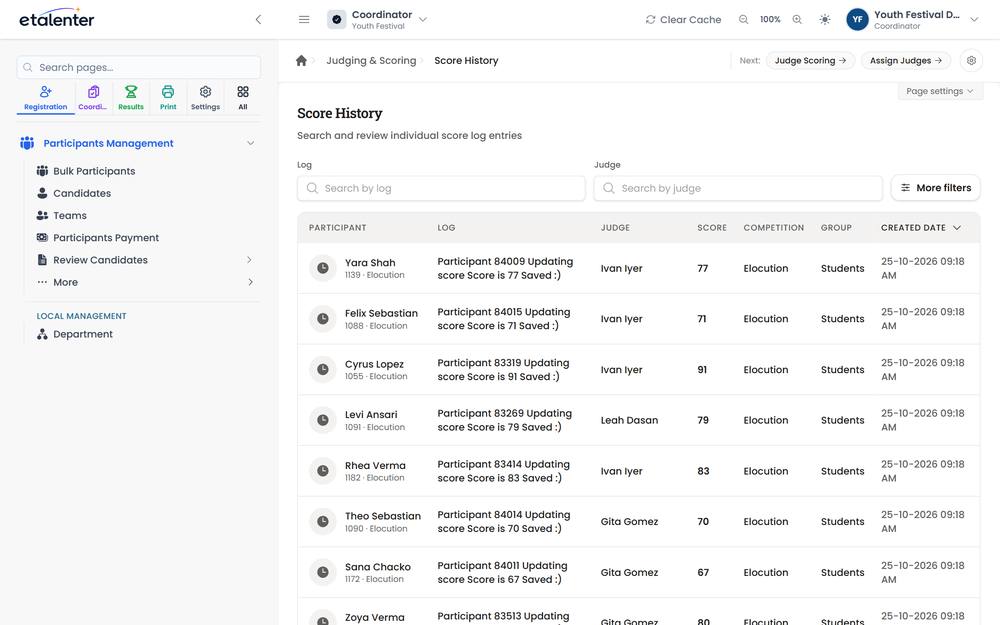 etalenter
Coordinator
Youth Festival
Clear Cache
100%
YF
Youth Festival D...
Coordinator
Search pages...
Registration
Coordi...
Results
Print
Settings
All
Participants Management
Bulk Participants
Candidates
Teams
Participants Payment
Review Candidates
More
LOCAL MANAGEMENT
Department
Judging & Scoring
Score History
Next:
Judge Scoring →
Assign Judges →
Page settings
Score History
Search and review individual score log entries
Log
Judge
Search by log
Search by judge
More filters
PARTICIPANT LOG JUDGE SCORE COMPETITION GROUP CREATED DATE
Yara Shah
1139 · Elocution
Participant 84009 Updating
score Score is 77 Saved :)
Ivan Iyer
77
Elocution
Students
25-10-2026 09:18
AM
Felix Sebastian
1088 · Elocution
Participant 84015 Updating
score Score is 71 Saved :)
Ivan Iyer
71
Elocution
Students
25-10-2026 09:18
AM
Cyrus Lopez
1055 · Elocution
Participant 83319 Updating
score Score is 91 Saved :)
Ivan Iyer
91
Elocution
Students
25-10-2026 09:18
AM
Levi Ansari
1091 · Elocution
Participant 83269 Updating
score Score is 79 Saved :)
Leah Dasan
79
Elocution
Students
25-10-2026 09:18
AM
Rhea Verma
1182 · Elocution
Participant 83414 Updating
score Score is 83 Saved :)
Ivan Iyer
83
Elocution
Students
25-10-2026 09:18
AM
Theo Sebastian
1090 · Elocution
Participant 84014 Updating
score Score is 70 Saved :)
Gita Gomez
70
Elocution
Students
25-10-2026 09:18
AM
Sana Chacko
1172 · Elocution
Participant 84011 Updating
score Score is 67 Saved :)
Gita Gomez
67
Elocution
Students
25-10-2026 09:18
AM
Zoya Verma
Participant 83513 Updating
Gita Gomez
80
Elocution
Students
25-10-2026 09:18